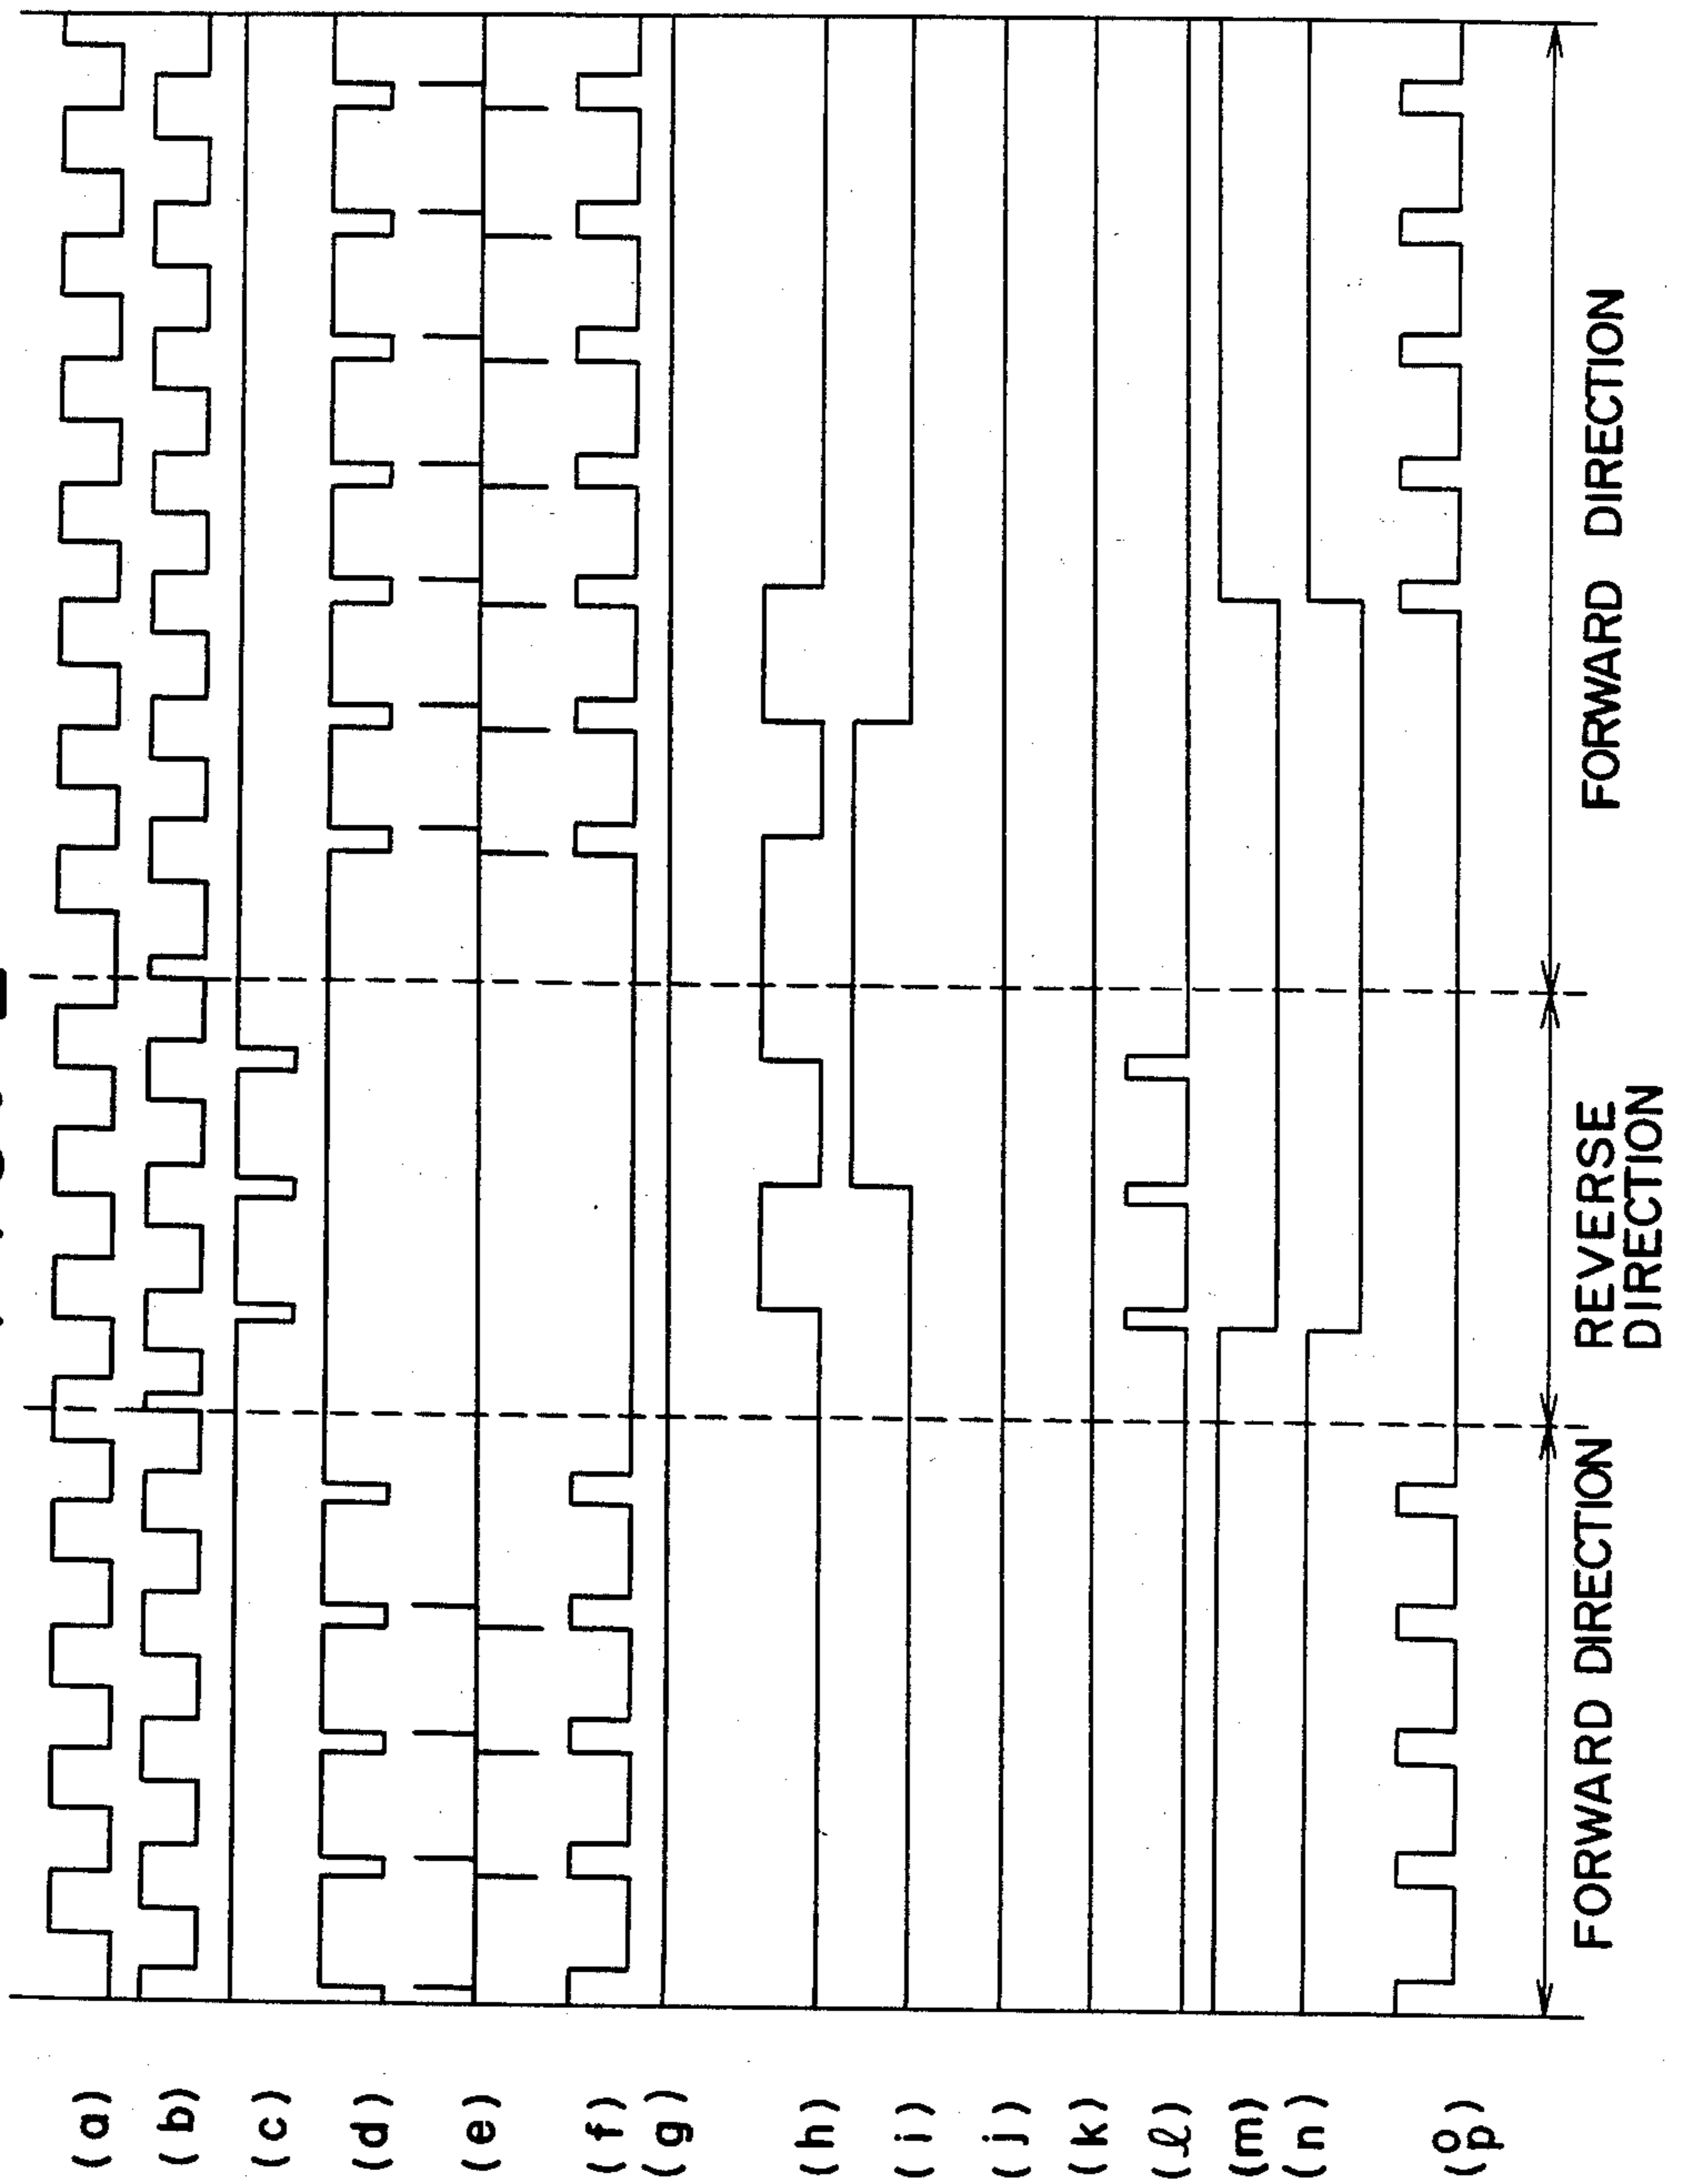 (a)
(b)
(c)
(d)
(e)
(f)
(g)
(h)
(i)
(j)
(k)
(ℓ)
(m)
(n)
(o
p)
FORWARD DIRECTION
REVERSE
DIRECTION
FORWARD DIRECTION